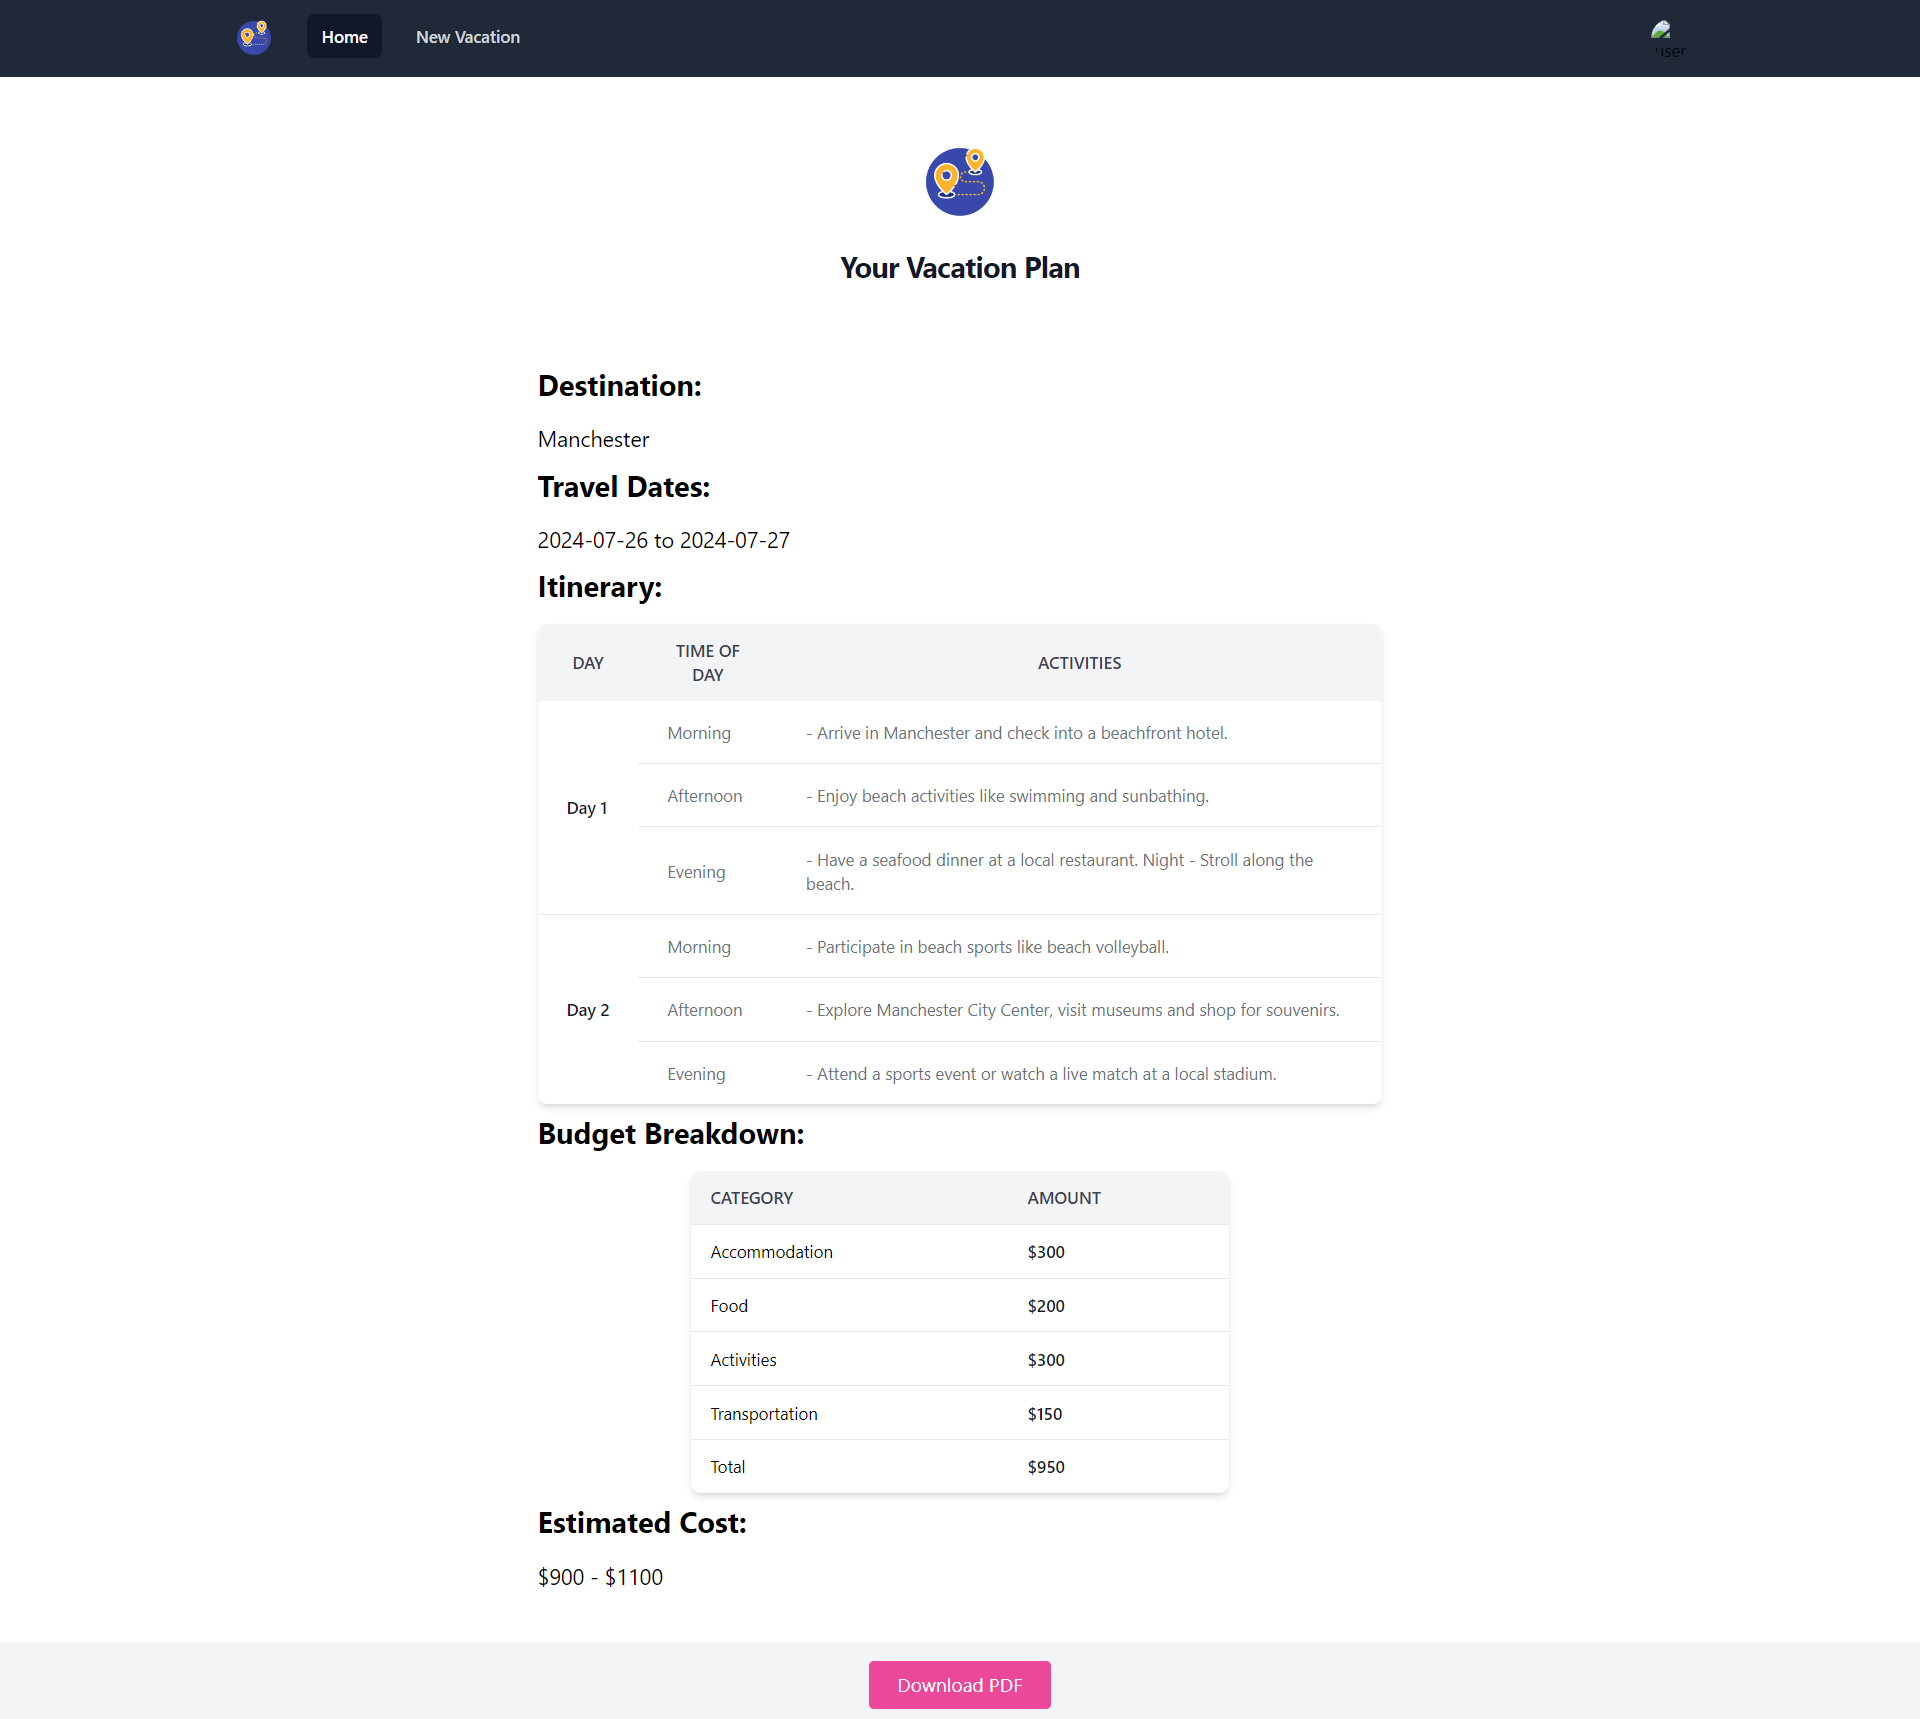 Home
New Vacation
user
Your Vacation Plan
Destination:
Manchester
Travel Dates:
2024-07-26 to 2024-07-27
Itinerary:
DAY
TIME OF
DAY
ACTIVITIES
Day 1
Morning
- Arrive in Manchester and check into a beachfront hotel.
Afternoon
- Enjoy beach activities like swimming and sunbathing.
Evening
- Have a seafood dinner at a local restaurant. Night - Stroll along the
beach.
Day 2
Morning
- Participate in beach sports like beach volleyball.
Afternoon
- Explore Manchester City Center, visit museums and shop for souvenirs.
Evening
- Attend a sports event or watch a live match at a local stadium.
Budget Breakdown:
CATEGORY
AMOUNT
Accommodation
$300
Food
$200
Activities
$300
Transportation
$150
Total
$950
Estimated Cost:
$900 - $1100
Download PDF